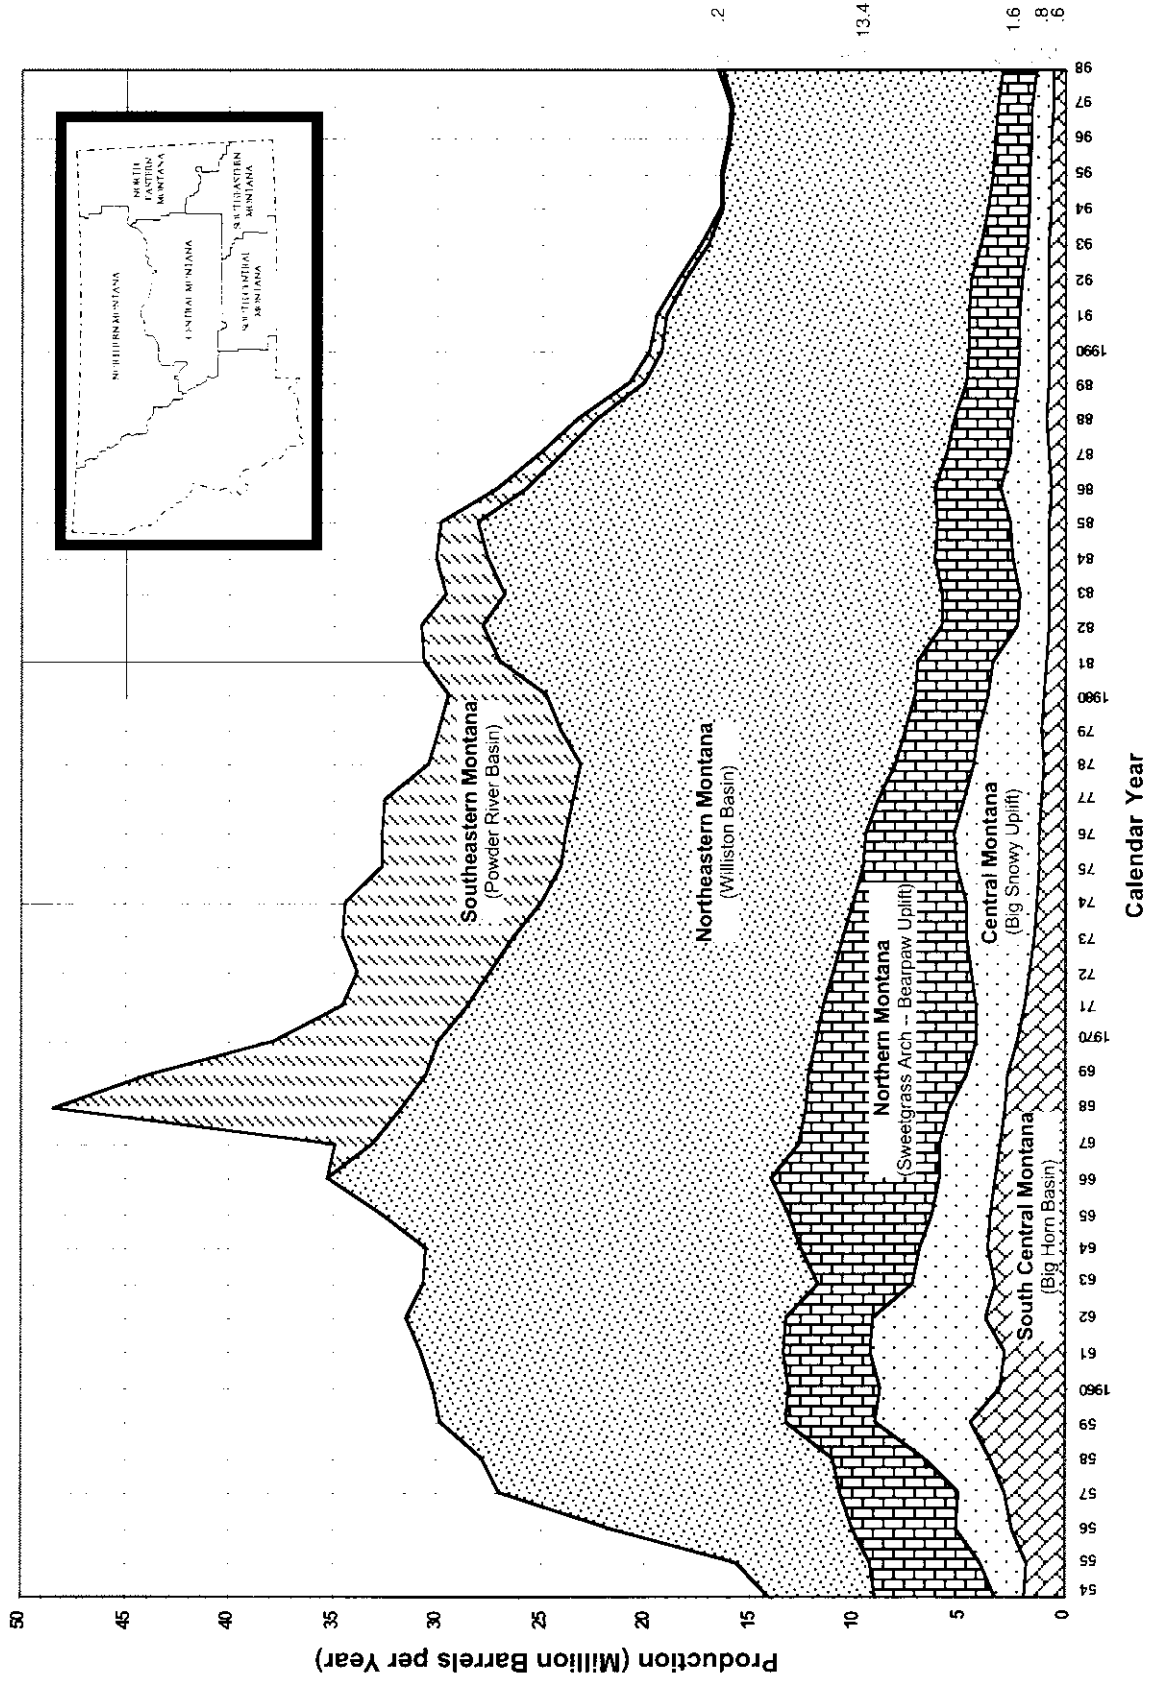 Production (Million Barrels per Year)
50
45
40
35
30
25
20
15
10
5
0
NORTHERN MONTANA
NORTH
EASTERN
MONTANA
CENTRAL MONTANA
SOUTH CENTRAL
MONTANA
SOUTHEASTERN
MONTANA
Southeastern Montana
(Powder River Basin)
Northeastern Montana
(Williston Basin)
Northern Montana
(Sweetgrass Arch -- Bearpaw Uplift)
Central Montana
(Big Snowy Uplift)
South Central Montana
(Big Horn Basin)
.2
13.4
1.6
.8
.6
54 55 56 57 58 59 1960 61 62 63 64 65 66 67 68 69 1970 71 72 73 74 75 76 77 78 79 1980 81 82 83 84 85 86 87 88 89 1990 91 92 93 94 95 96 97 98
Calendar Year